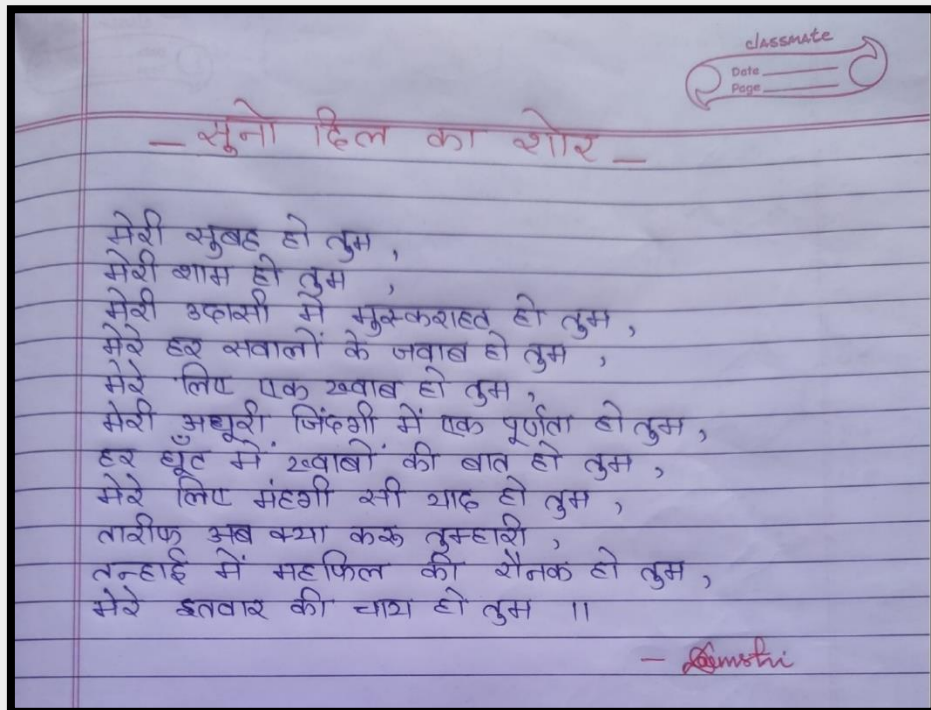 classmate
Date
Page
– सूनो दिल का शोर –
मेरी सुबह हो तुम ,
मेरी शाम हो तुम ,
मेरी उदासी मे मुस्कराहत हो तुम ,
मेरे हर सवालों के जवाब हो तुम ,
मेरे लिए एक ख्वाब हो तुम ,
मेरी अधूरी जिंदगी में एक पूर्णता हो तुम ,
हर घूँट में ख्वाबों की बात हो तुम ,
मेरे लिए मंहगी सी याद हो तुम ,
तारीफ अब क्या करू तुम्हारी ,
तन्हाई में महफिल की रौनक हो तुम ,
मेरे इतवार की चाय हो तुम ॥